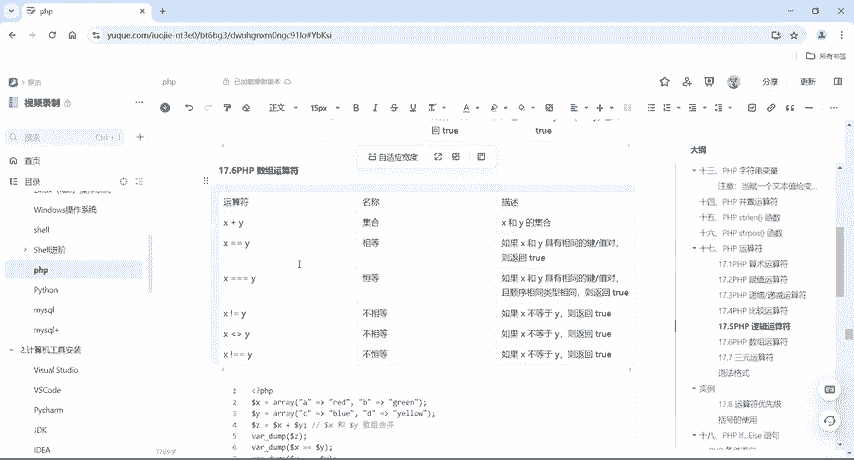 php
yuque.com/iuojie-nt3e0/bt6bg3/dwuhgnxm0ngc91lo#YbKsi
所有书签
视频录制
php
已加载最新版本
分享
更新
正文
15px
搜索
Ctrl + J
首页
目录
Windows操作系统
shell
Shell进阶
php
Python
mysql
mysql+
2.计算机工具安装
Visual Studio
VSCode
Pycharm
JDK
IDEA
回 true
true
自适应宽度
17.6PHP 数组运算符
运算符 名称 描述
x + y 集合 x 和 y 的集合
x == y 相等 如果 x 和 y 具有相同的键/值对,
则返回 true
x === y 恒等 如果 x 和 y 具有相同的键/值对,
且顺序相同类型相同，则返回 true
x != y 不相等 如果 x 不等于 y，则返回 true
x <> y 不相等 如果 x 不等于 y，则返回 true
x !== y 不恒等 如果 x 不等于 y，则返回 true
1 <?php
2 $x = array("a" => "red", "b" => "green");
3 $y = array("c" => "blue", "d" => "yellow");
4 $z = $x + $y; // $x 和 $y 数组合并
5 var_dump($z);
6 var_dump($x == $y);
7769字
大纲
十三、PHP 字符串变量
注意：当赋一个文本值给变...
十四、PHP 并置运算符
十五、PHP strlen() 函数
十六、PHP strpos() 函数
十七、PHP 运算符
17.1PHP 算术运算符
17.2PHP 赋值运算符
17.3PHP 递增/递减运算符
17.4PHP 比较运算符
17.5PHP 逻辑运算符
17.6PHP 数组运算符
17.7 三元运算符
语法格式
实例
17.8 运算符优先级
括号的使用
十八、PHP If...Else 语句